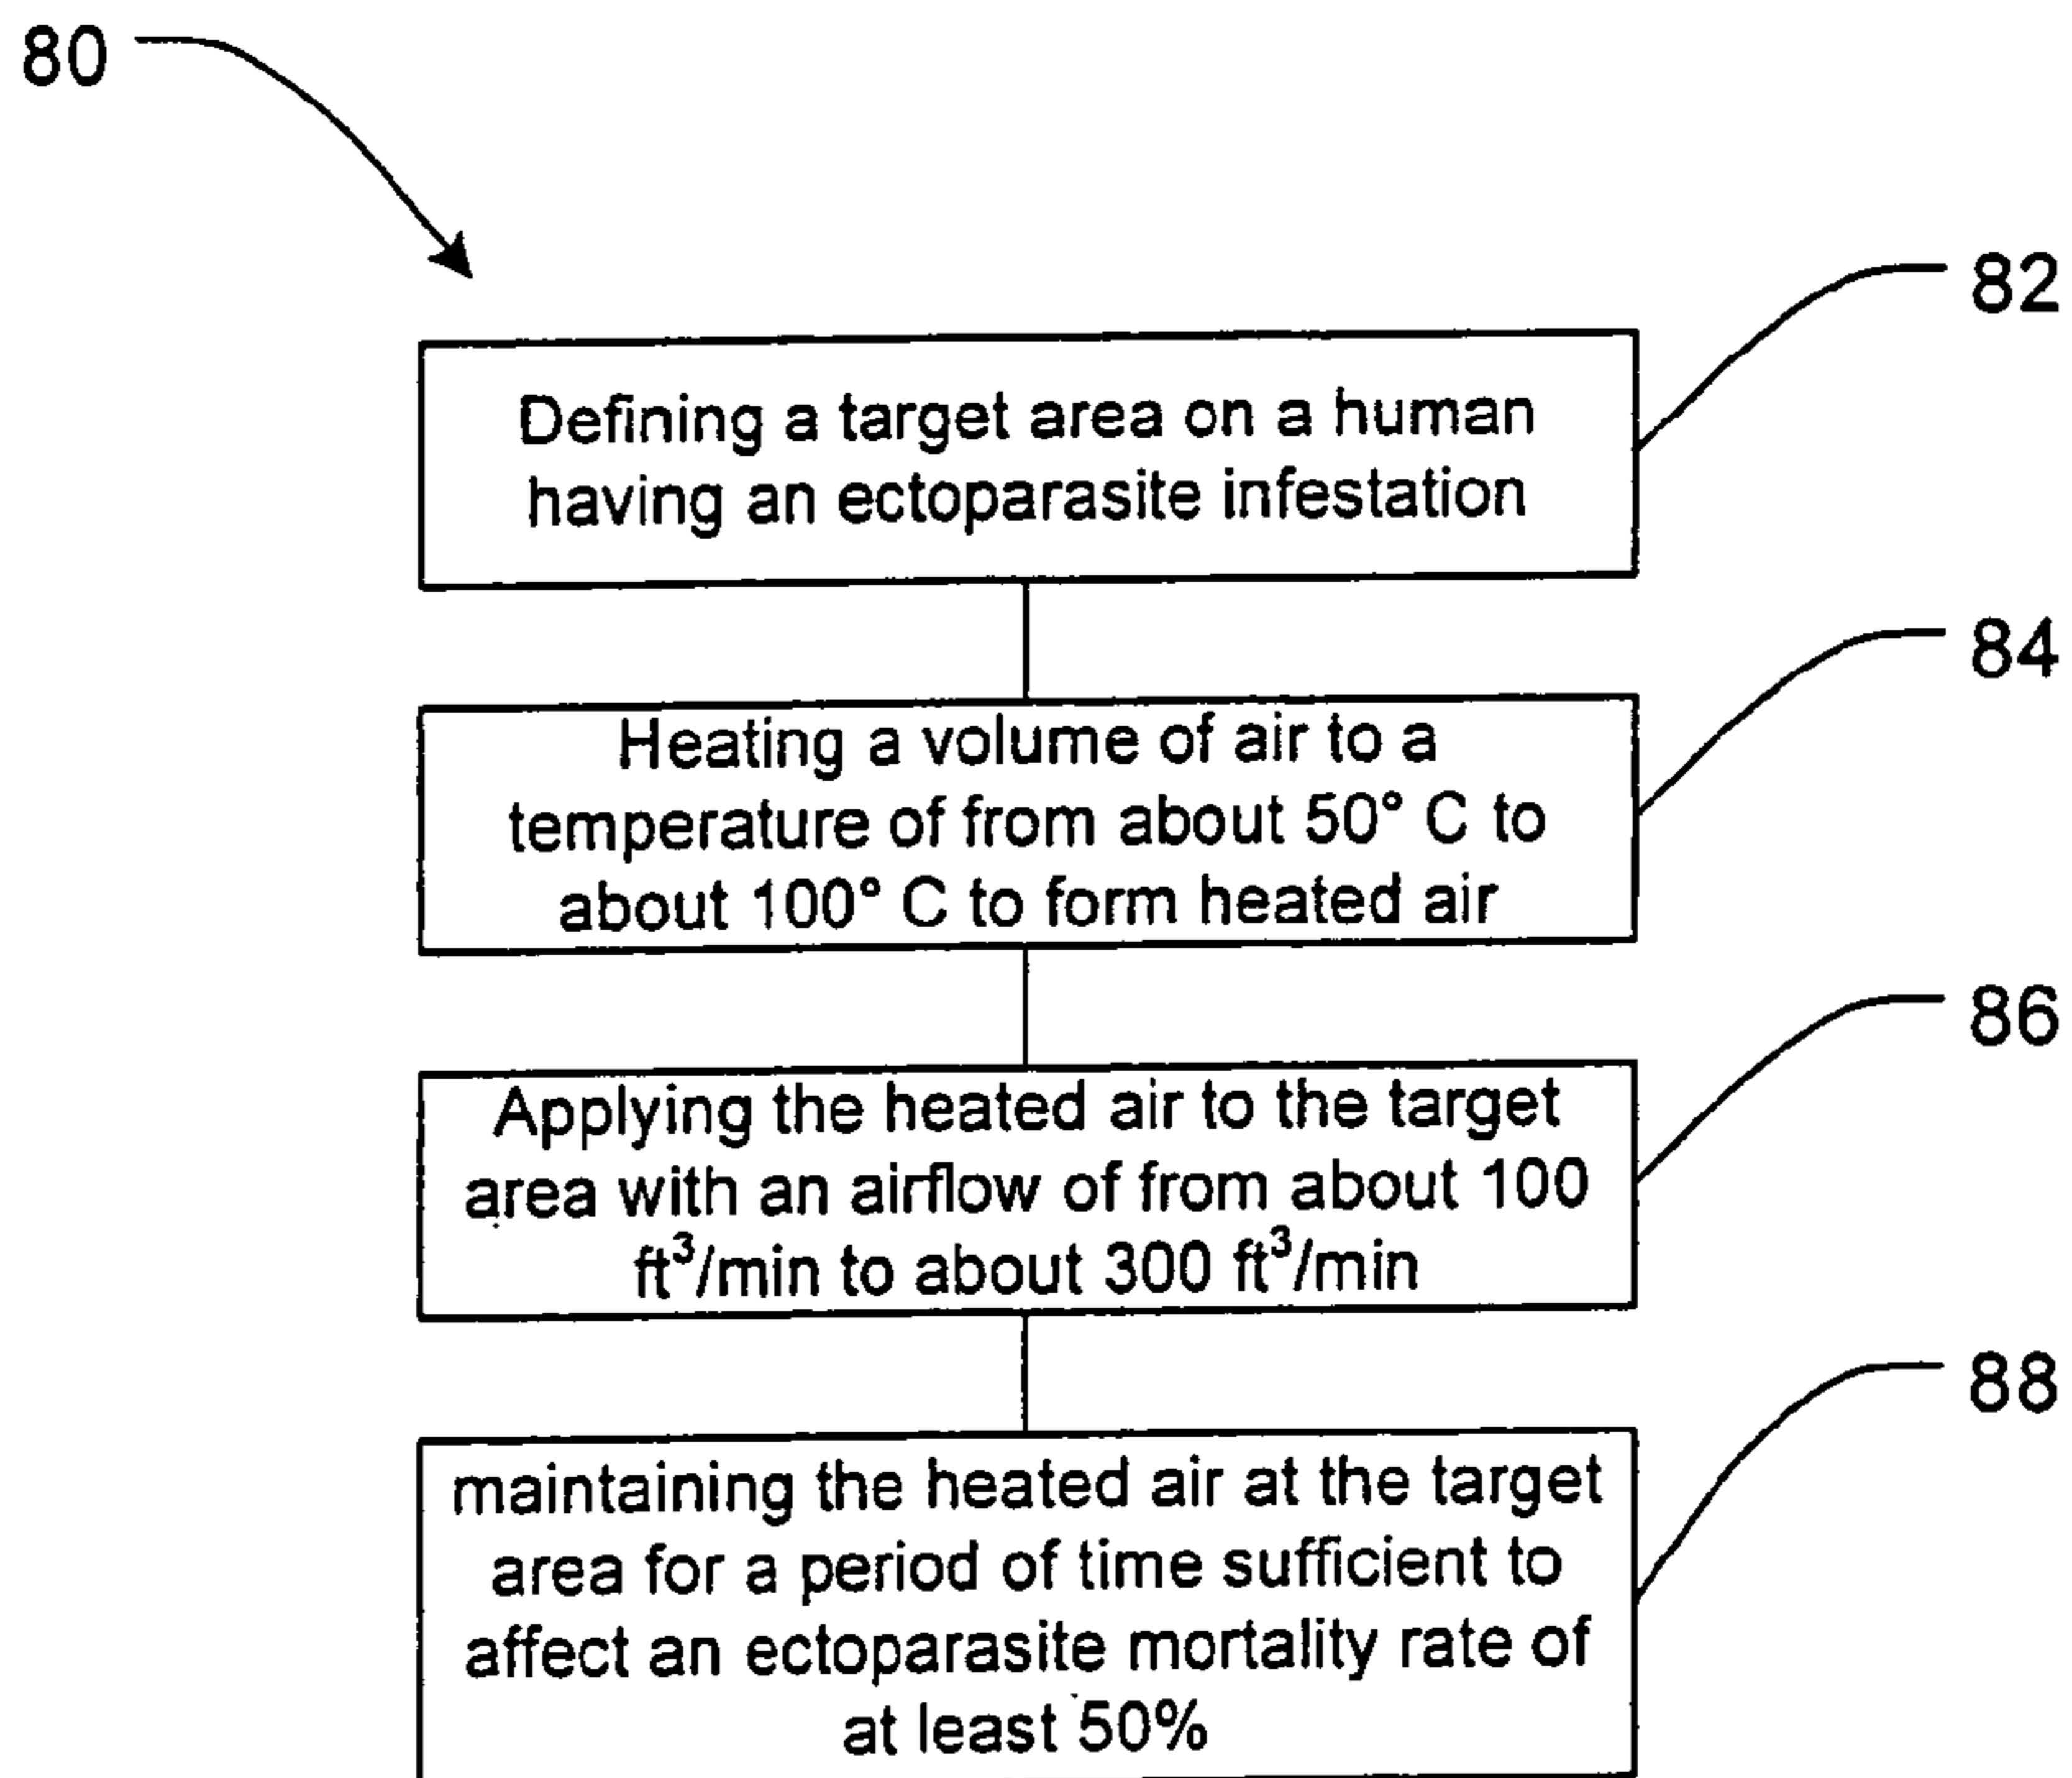 80
82
Defining a target area on a human
having an ectoparasite infestation
84
Heating a volume of air to a
temperature of from about 50° C to
about 100° C to form heated air
86
Applying the heated air to the target
area with an airflow of from about 100
ft³/min to about 300 ft³/min
88
maintaining the heated air at the target
area for a period of time sufficient to
affect an ectoparasite mortality rate of
at least 50%